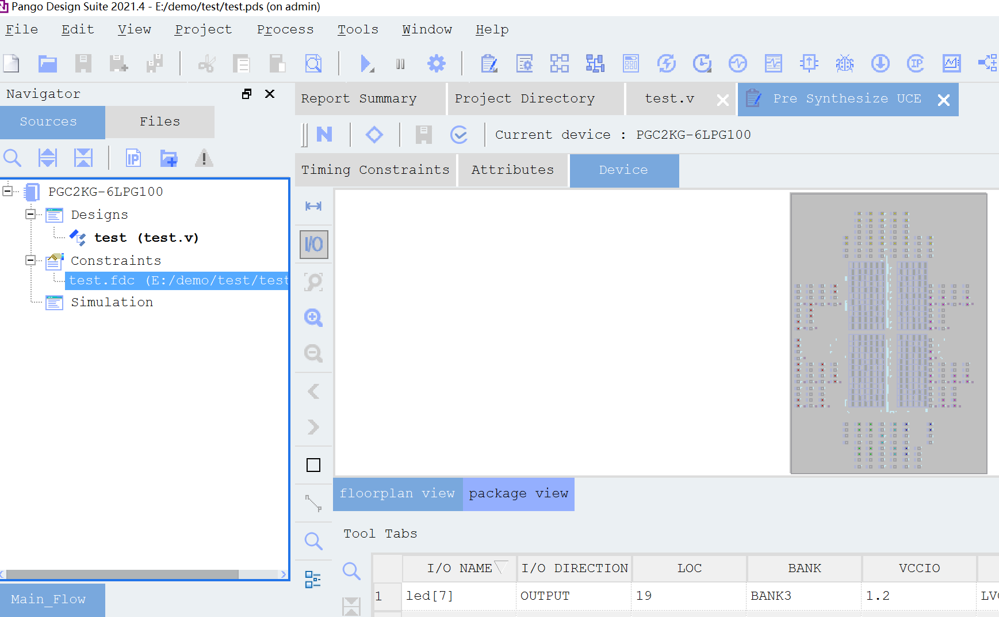 Pango Design Suite 2021.4 - E:/demo/test/test.pds (on admin)
File Edit View Project Process Tools Window Help
Navigator
Sources Files
Report Summary Project Directory test.v Pre Synthesize UCE
Current device : PGC2KG-6LPG100
Timing Constraints Attributes Device
IP
PGC2KG-6LPG100
Designs
test (test.v)
Constraints
test.fdc (E:/demo/test/test
Simulation
I/O
floorplan view package view
Tool Tabs
I/O NAME I/O DIRECTION LOC BANK VCCIO
1 led[7] OUTPUT 19 BANK3 1.2 LVC
Main_Flow